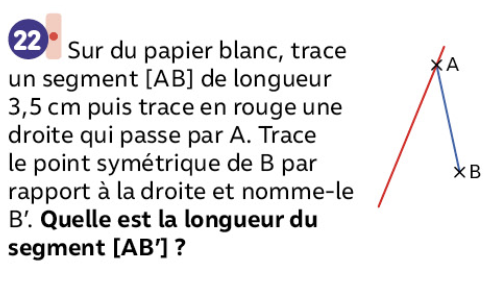 22 Sur du papier blanc, trace
un segment [AB] de longueur
3,5 cm puis trace en rouge une
droite qui passe par A. Trace
le point symétrique de B par
rapport à la droite et nomme-le
B’. Quelle est la longueur du
segment [AB’] ?
A
B